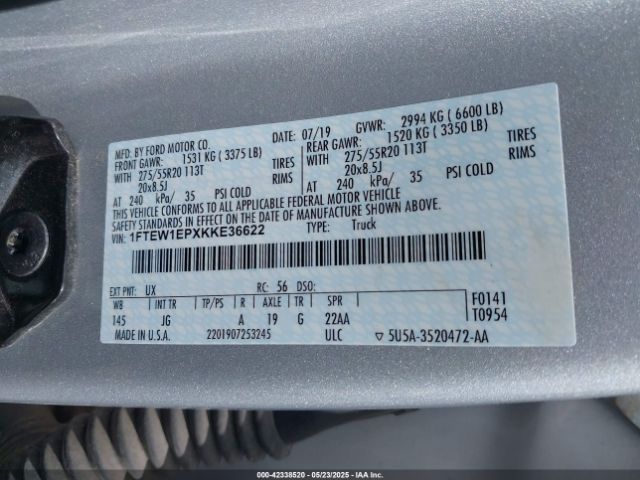 MFD. BY FORD MOTOR CO.
DATE: 07/19 GVWR: 2994 KG ( 6600 LB)
FRONT GAWR: 1531 KG ( 3375 LB)
REAR GAWR: 1520 KG ( 3350 LB)
WITH 275/55R20 113T TIRES
WITH 275/55R20 113T TIRES
20x8.5J RIMS
20x8.5J RIMS
AT 240 kPa/ 35 PSI COLD
AT 240 kPa/ 35 PSI COLD
THIS VEHICLE CONFORMS TO ALL APPLICABLE FEDERAL MOTOR VEHICLE
SAFETY AND THEFT PREVENTION STANDARDS IN EFFECT ON THE DATE OF
MANUFACTURE SHOWN ABOVE.
VIN: 1FTEW1EPXKKE36622
TYPE: Truck
EXT PNT: UX RC: 56 DSO:
WB INT TR TP/PS R AXLE TR SPR
F0141
145 JG A 19 G 22AA
T0954
MADE IN U.S.A. 2201907253245 ULC ▽ 5U5A-3520472-AA
000-42338520 - 05/23/2025 - IAA Inc.